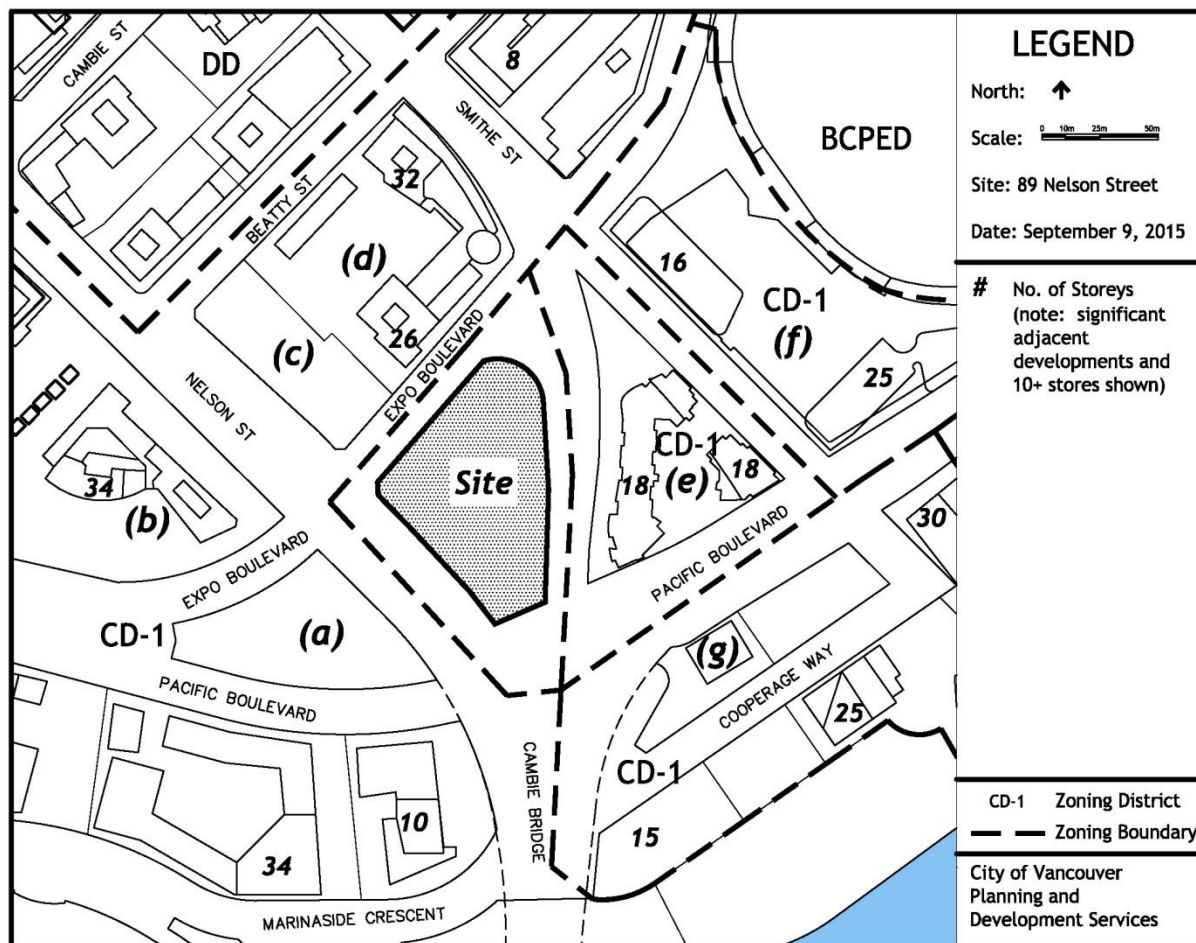 CAMBIE ST
DD
8
SMITHE ST
BCPED
BEATTY ST
32
(d)
16
CD-1
(f)
(c)
26
EXPO BOULEVARD
25
NELSON ST
Site
CD-1
(e)
18
18
34
(b)
PACIFIC BOULEVARD
30
EXPO BOULEVARD
CD-1
(a)
(g)
COOPERAGE WAY
PACIFIC BOULEVARD
25
CAMBIE BRIDGE
CD-1
10
15
34
MARINASIDE CRESCENT
LEGEND
North:
Scale: 0 10m 25m 50m
Site: 89 Nelson Street
Date: September 9, 2015
# No. of Storeys
(note: significant
adjacent
developments and
10+ stores shown)
CD-1 Zoning District
Zoning Boundary
City of Vancouver
Planning and
Development Services